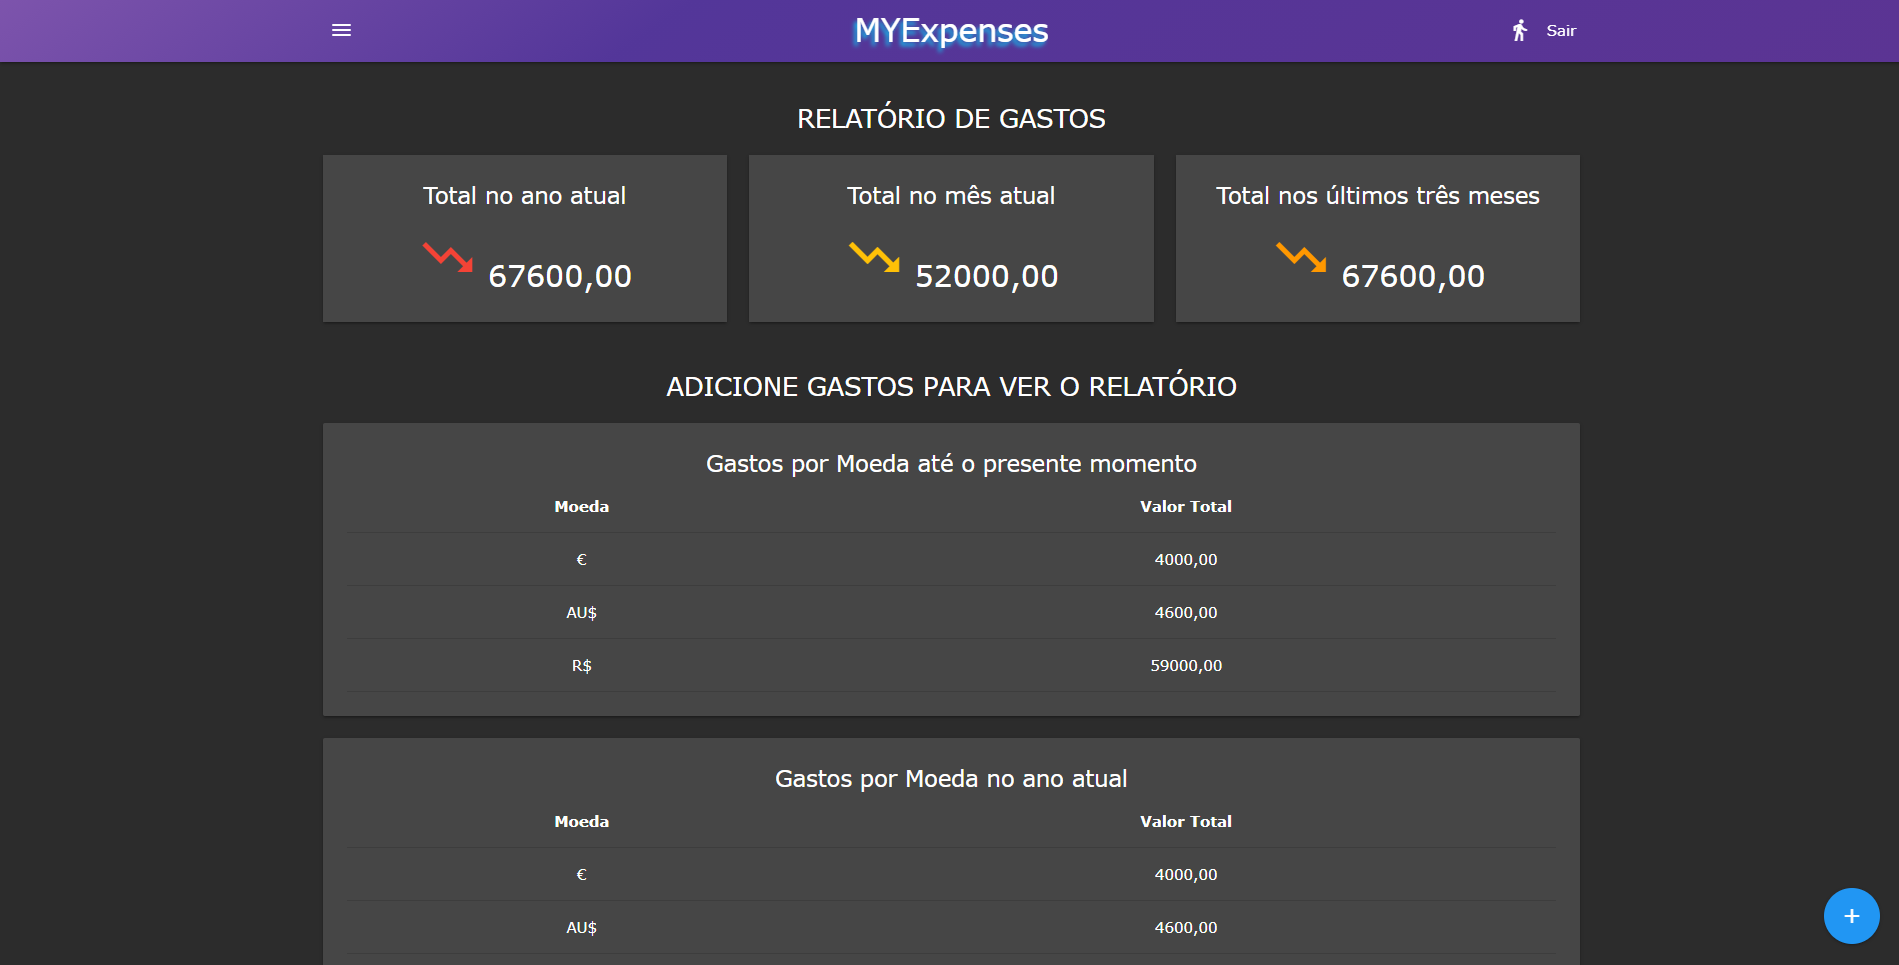 MYExpenses
Sair
RELATÓRIO DE GASTOS
Total no ano atual
67600,00
Total no mês atual
52000,00
Total nos últimos três meses
67600,00
ADICIONE GASTOS PARA VER O RELATÓRIO
Gastos por Moeda até o presente momento
Moeda Valor Total
€ 4000,00
AU$ 4600,00
R$ 59000,00
Gastos por Moeda no ano atual
Moeda Valor Total
€ 4000,00
AU$ 4600,00
+